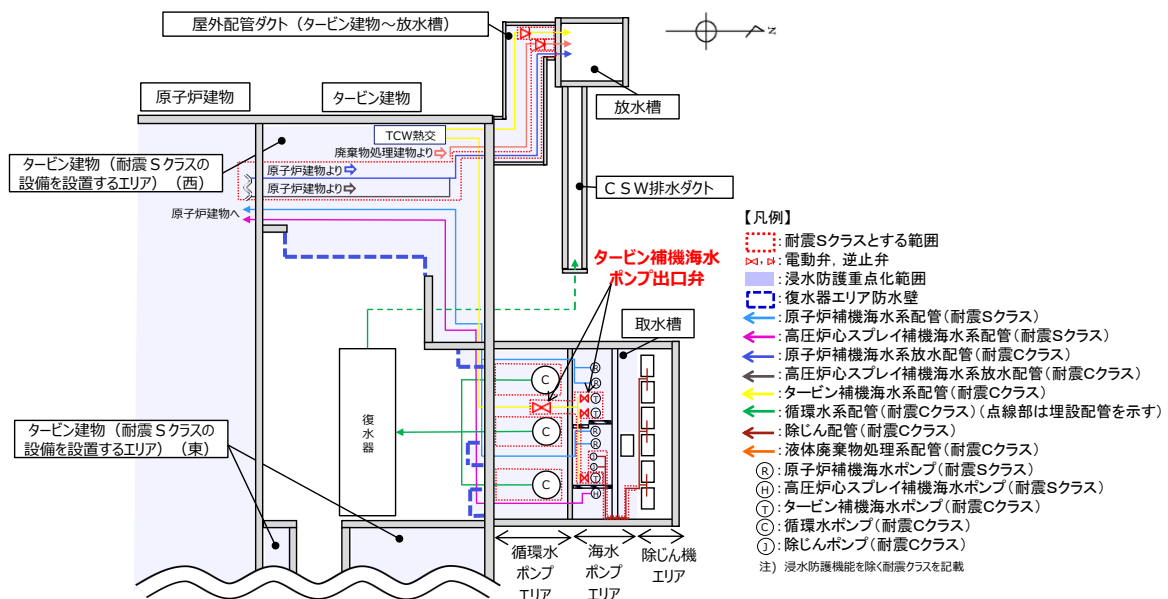 屋外配管ダクト（タービン建物～放水槽）
N
原子炉建物
タービン建物
放水槽
TCW熱交
廃棄物処理建物より
タービン建物（耐震Ｓクラスの
設備を設置するエリア）（西）
原子炉建物より
原子炉建物より
原子炉建物へ
ＣＳＷ排水ダクト
タービン補機海水
ポンプ出口弁
取水槽
復水器
C
C
C
R
R
T
T
R
R
J
J
T
H
タービン建物（耐震Ｓクラスの
設備を設置するエリア）（東）
循環水
ポンプ
エリア
海水
ポンプ
エリア
除じん機
エリア
【凡例】
：耐震Sクラスとする範囲
：電動弁，逆止弁
：浸水防護重点化範囲
：復水器エリア防水壁
：原子炉補機海水系配管（耐震Sクラス）
：高圧炉心スプレイ補機海水系配管（耐震Sクラス）
：原子炉補機海水系放水配管（耐震Cクラス）
：高圧炉心スプレイ補機海水系放水配管（耐震Cクラス）
：タービン補機海水系配管（耐震Cクラス）
：循環水系配管（耐震Cクラス）（点線部は埋設配管を示す）
：除じん配管（耐震Cクラス）
：液体廃棄物処理系配管（耐震Cクラス）
R：原子炉補機海水ポンプ（耐震Sクラス）
H：高圧炉心スプレイ補機海水ポンプ（耐震Sクラス）
T：タービン補機海水ポンプ（耐震Cクラス）
C：循環水ポンプ（耐震Cクラス）
J：除じんポンプ（耐震Cクラス）
注）浸水防護機能を除く耐震クラスを記載